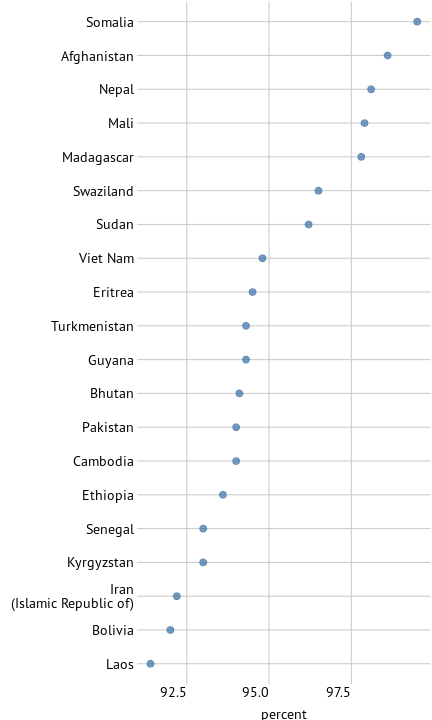 Somalia
Afghanistan
Nepal
Mali
Madagascar
Swaziland
Sudan
Viet Nam
Eritrea
Turkmenistan
Guyana
Bhutan
Pakistan
Cambodia
Ethiopia
Senegal
Kyrgyzstan
Iran
(Islamic Republic of)
Bolivia
Laos
92.5 95.0 97.5
percent